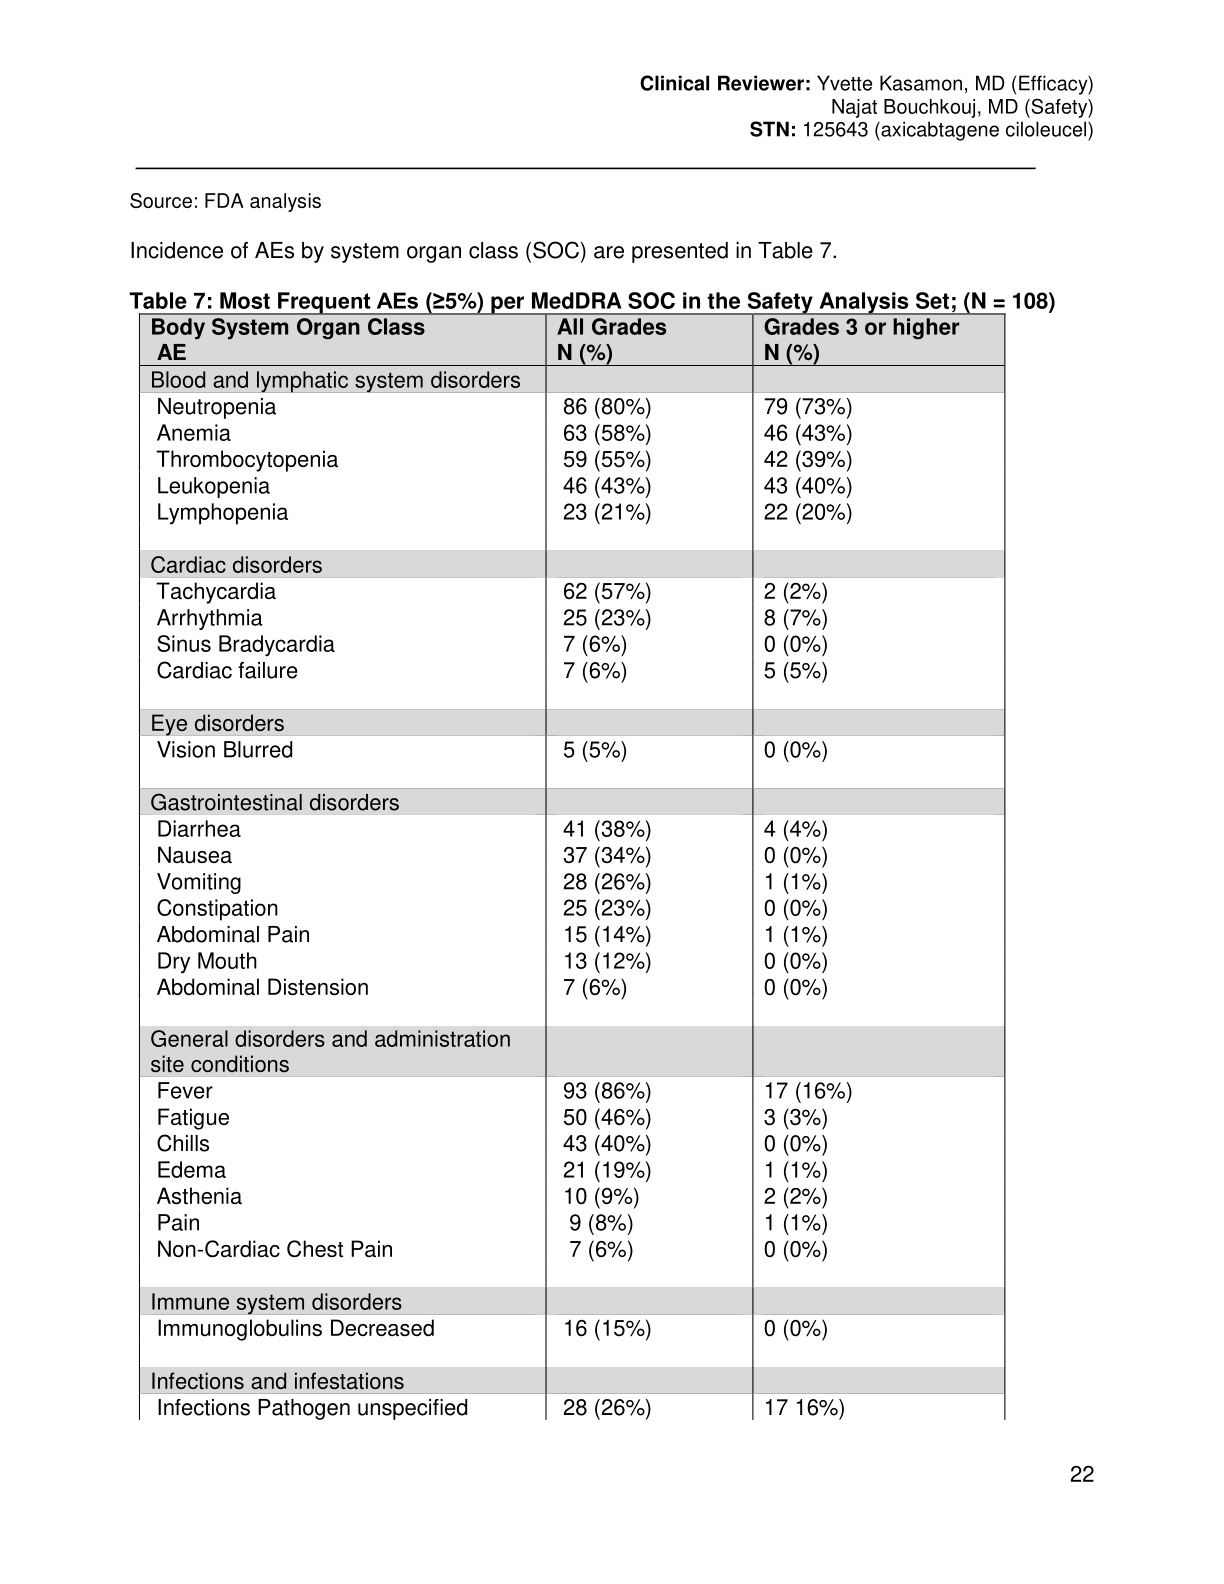 Clinical Reviewer: Yvette Kasamon, MD (Efficacy)
Najat Bouchkouj, MD (Safety)
STN: 125643 (axicabtagene ciloleucel)
Source: FDA analysis
Incidence of AEs by system organ class (SOC) are presented in Table 7.
Table 7: Most Frequent AEs (≥5%) per MedDRA SOC in the Safety Analysis Set; (N = 108)
Body System Organ Class All Grades Grades 3 or higher
AE N (%) N (%)
Blood and lymphatic system disorders
Neutropenia 86 (80%) 79 (73%)
Anemia 63 (58%) 46 (43%)
Thrombocytopenia 59 (55%) 42 (39%)
Leukopenia 46 (43%) 43 (40%)
Lymphopenia 23 (21%) 22 (20%)
Cardiac disorders
Tachycardia 62 (57%) 2 (2%)
Arrhythmia 25 (23%) 8 (7%)
Sinus Bradycardia 7 (6%) 0 (0%)
Cardiac failure 7 (6%) 5 (5%)
Eye disorders
Vision Blurred 5 (5%) 0 (0%)
Gastrointestinal disorders
Diarrhea 41 (38%) 4 (4%)
Nausea 37 (34%) 0 (0%)
Vomiting 28 (26%) 1 (1%)
Constipation 25 (23%) 0 (0%)
Abdominal Pain 15 (14%) 1 (1%)
Dry Mouth 13 (12%) 0 (0%)
Abdominal Distension 7 (6%) 0 (0%)
General disorders and administration
site conditions
Fever 93 (86%) 17 (16%)
Fatigue 50 (46%) 3 (3%)
Chills 43 (40%) 0 (0%)
Edema 21 (19%) 1 (1%)
Asthenia 10 (9%) 2 (2%)
Pain 9 (8%) 1 (1%)
Non-Cardiac Chest Pain 7 (6%) 0 (0%)
Immune system disorders
Immunoglobulins Decreased 16 (15%) 0 (0%)
Infections and infestations
Infections Pathogen unspecified 28 (26%) 17 16%)
22